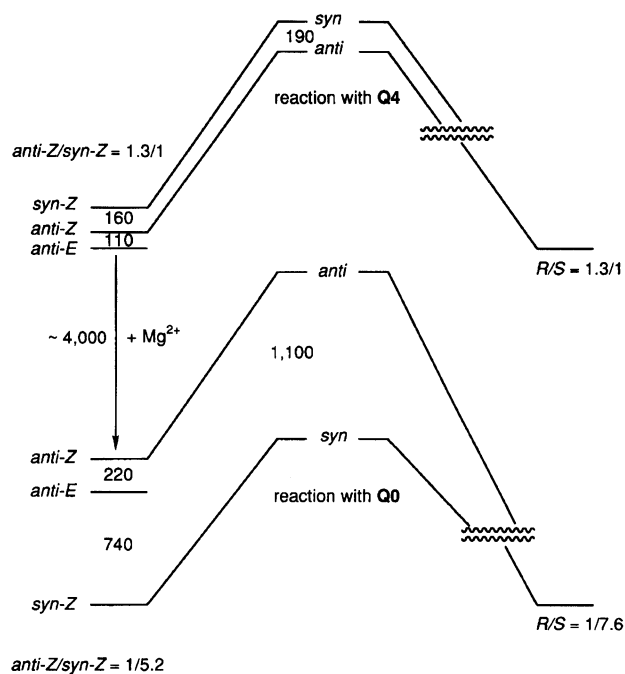 syn
190
anti
reaction with Q4
anti-Z/syn-Z = 1.3/1
syn-Z
160
anti-Z
110
anti-E
R/S = 1.3/1
anti
~ 4,000 + Mg²⁺
1,100
syn
anti-Z
220
anti-E
reaction with Q0
740
syn-Z
R/S = 1/7.6
anti-Z/syn-Z = 1/5.2